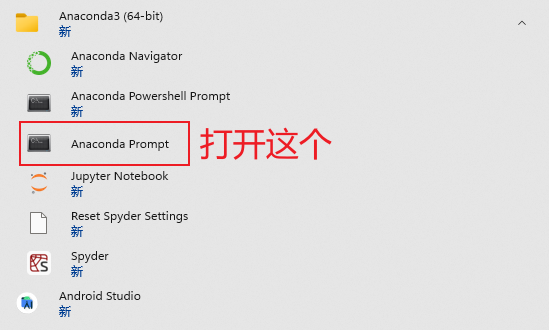 Anaconda3 (64-bit)
新
Anaconda Navigator
新
Anaconda Powershell Prompt
新
Anaconda Prompt
打开这个
Jupyter Notebook
新
Reset Spyder Settings
新
Spyder
新
Android Studio
新